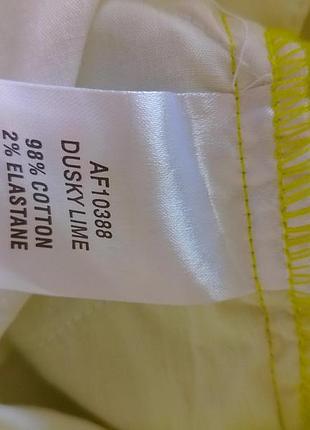 AF10388
DUSKY LIME
98% COTTON
2% ELASTANE